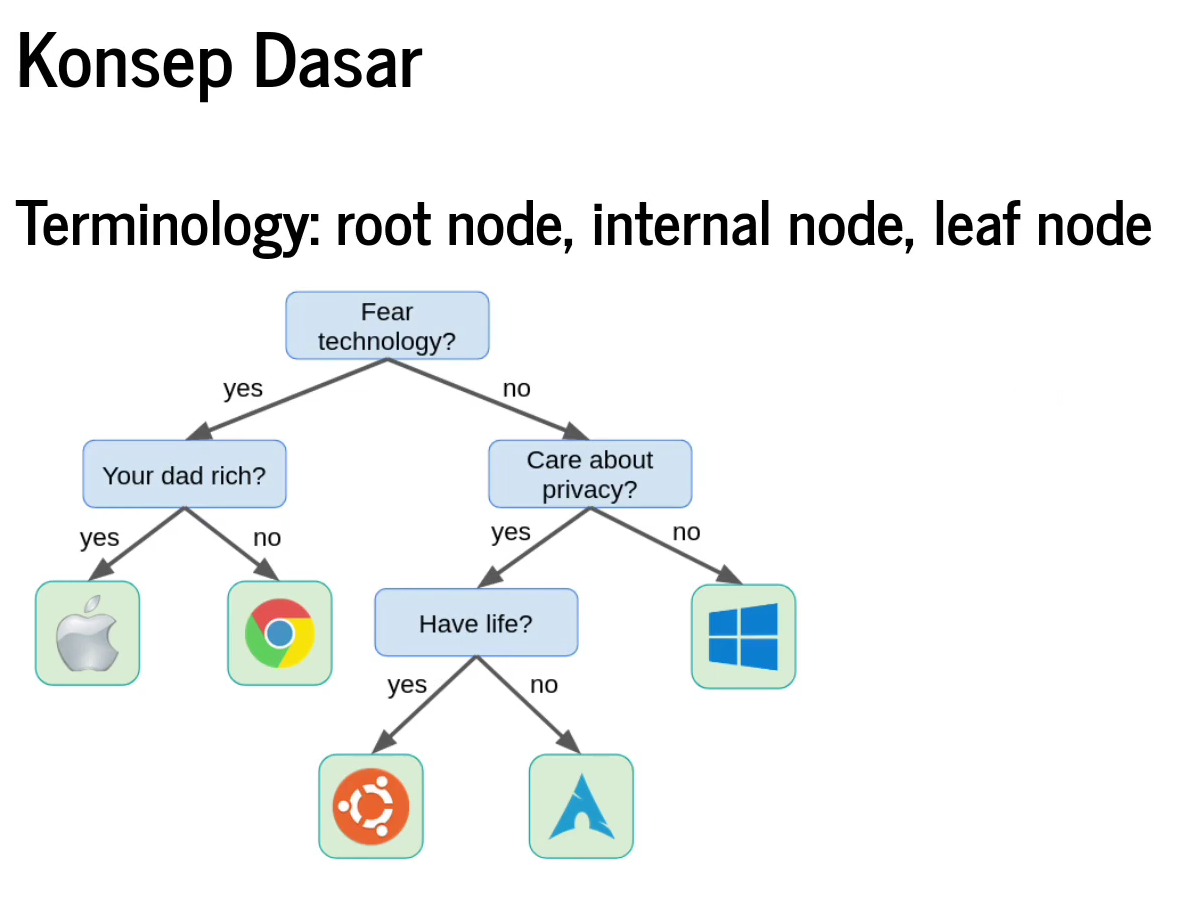 Konsep Dasar
Terminology: root node, internal node, leaf node
Fear
technology?
yes
no
Your dad rich?
Care about
privacy?
yes
no
yes
no
Have life?
yes
no